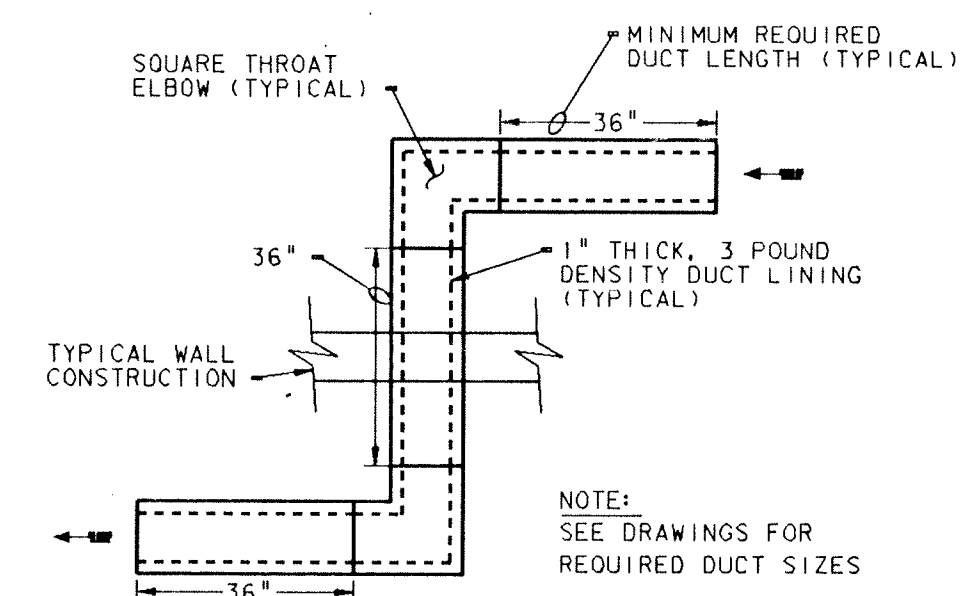 MINIMUM REQUIRED
DUCT LENGTH (TYPICAL)
SQUARE THROAT
ELBOW (TYPICAL)
36"
36"
1" THICK, 3 POUND
DENSITY DUCT LINING
(TYPICAL)
TYPICAL WALL
CONSTRUCTION
NOTE:
SEE DRAWINGS FOR
REQUIRED DUCT SIZES
36"